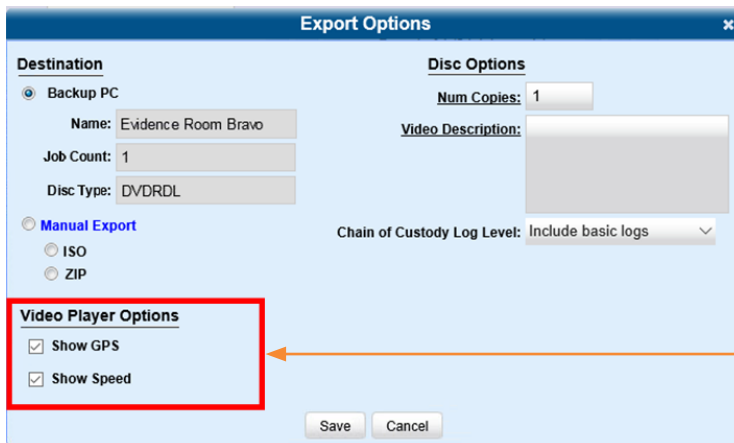 Export Options
Destination
Backup PC
Name: Evidence Room Bravo
Job Count: 1
Disc Type: DVDRDL
Manual Export
ISO
ZIP
Disc Options
Num Copies: 1
Video Description:
Chain of Custody Log Level: Include basic logs
Video Player Options
Show GPS
Show Speed
Save Cancel